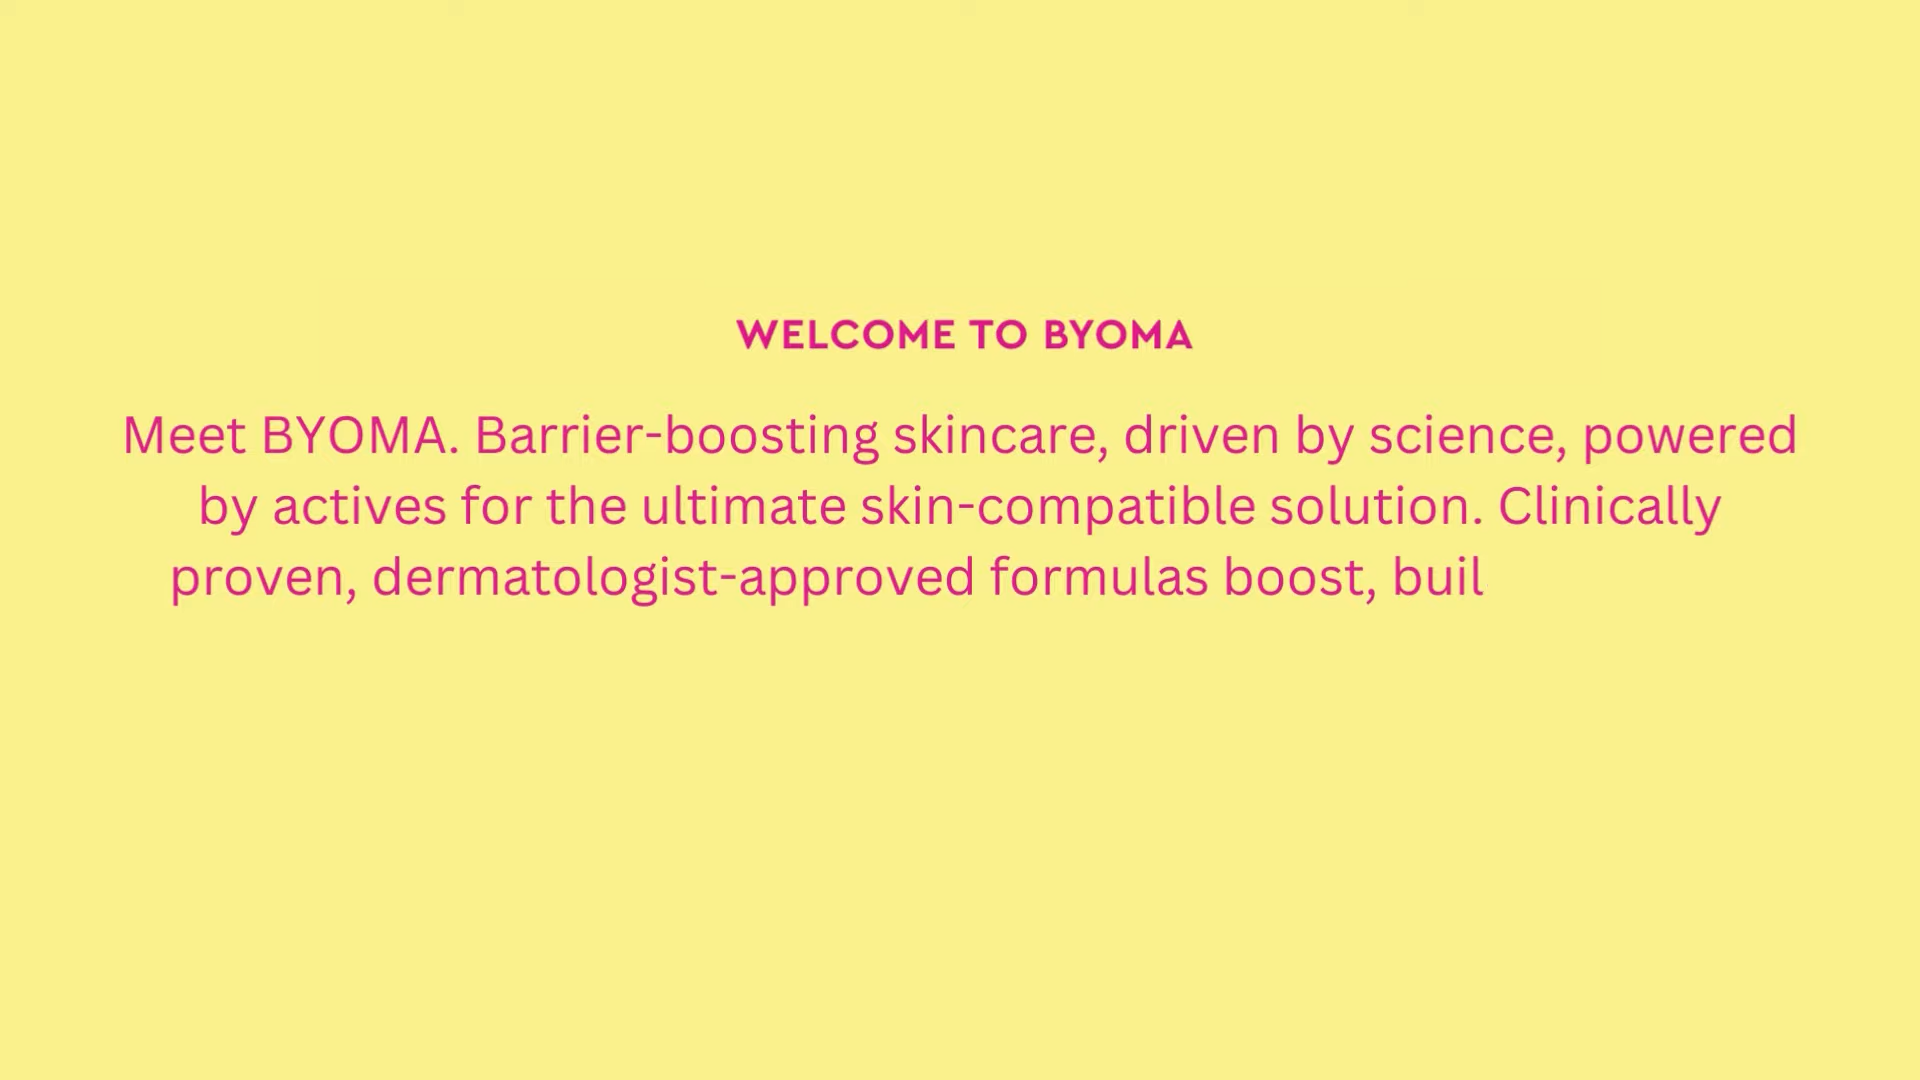 WELCOME TO BYOMA
Meet BYOMA. Barrier-boosting skincare, driven by science, powered
by actives for the ultimate skin-compatible solution. Clinically
proven, dermatologist-approved formulas boost, buil